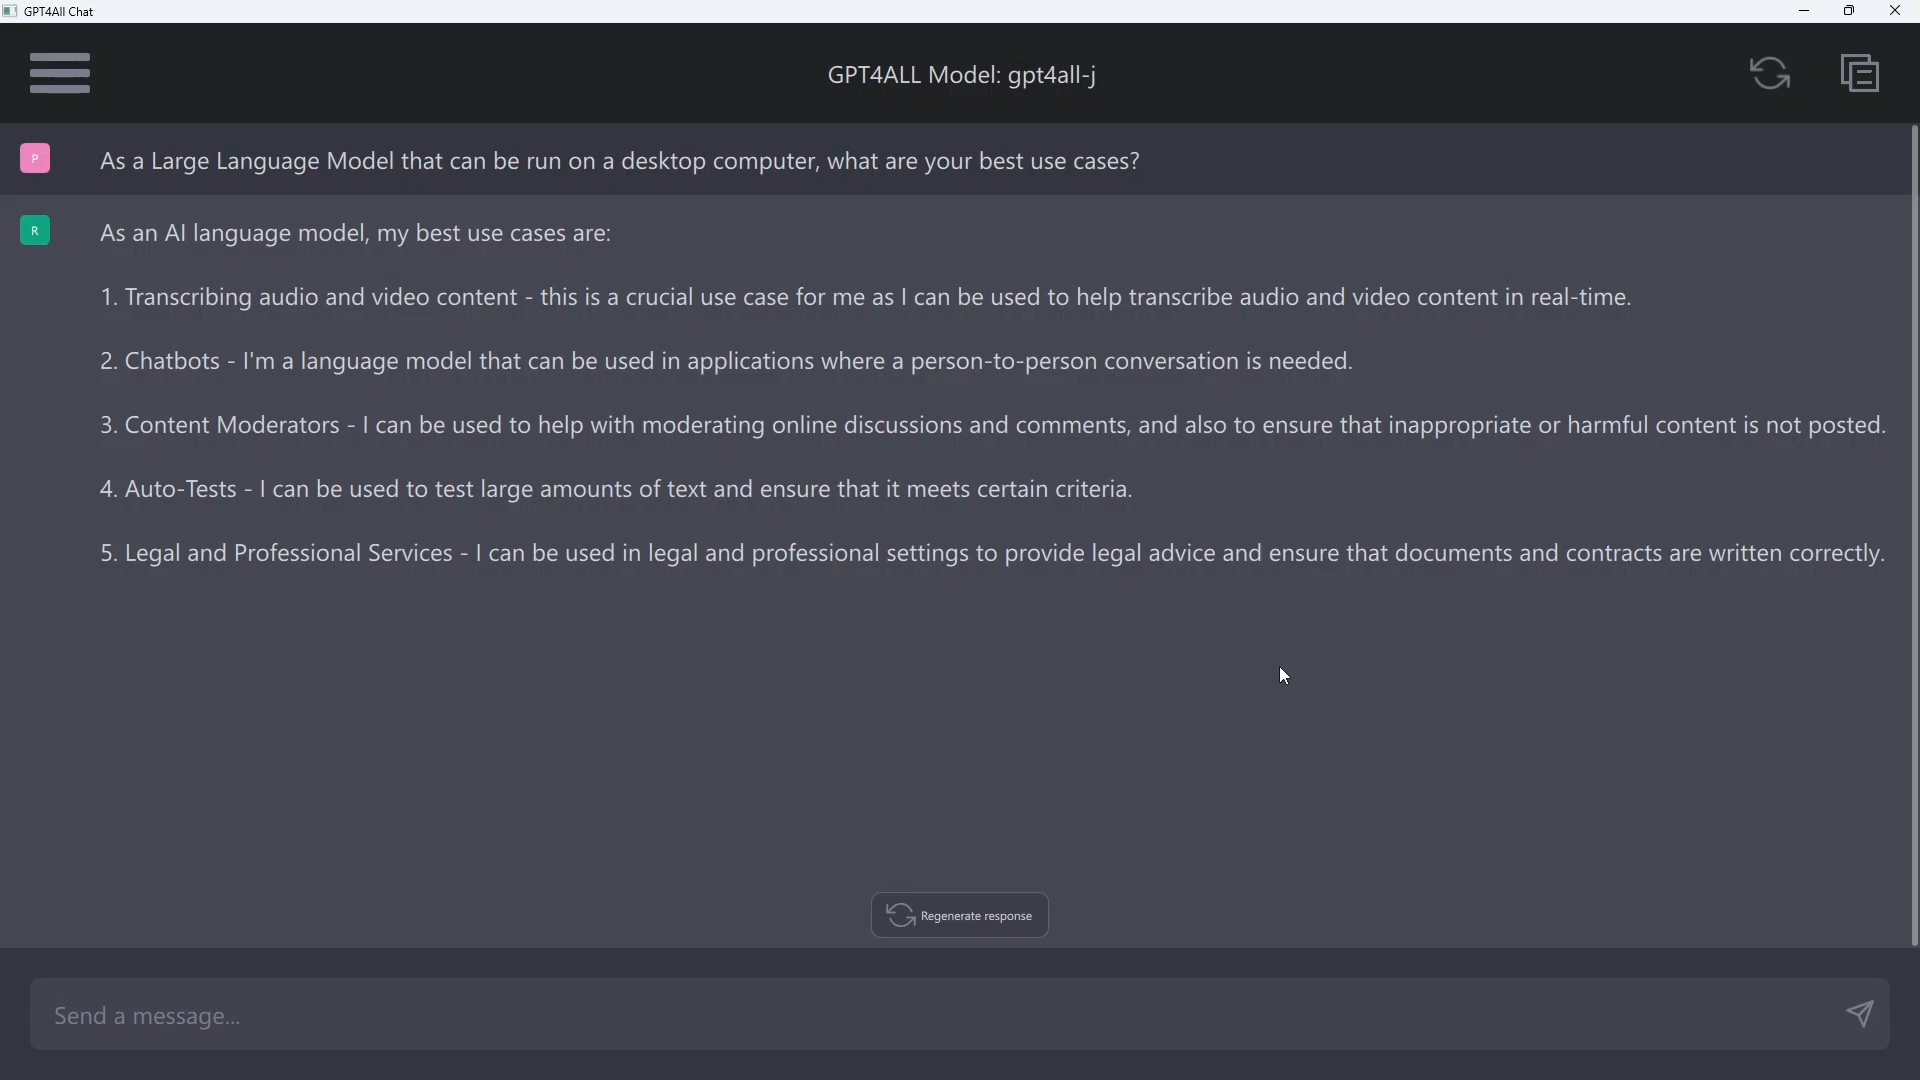 GPT4All Chat
GPT4ALL Model: gpt4all-j
P
As a Large Language Model that can be run on a desktop computer, what are your best use cases?
R
As an AI language model, my best use cases are:
1. Transcribing audio and video content - this is a crucial use case for me as I can be used to help transcribe audio and video content in real-time.
2. Chatbots - I'm a language model that can be used in applications where a person-to-person conversation is needed.
3. Content Moderators - I can be used to help with moderating online discussions and comments, and also to ensure that inappropriate or harmful content is not posted.
4. Auto-Tests - I can be used to test large amounts of text and ensure that it meets certain criteria.
5. Legal and Professional Services - I can be used in legal and professional settings to provide legal advice and ensure that documents and contracts are written correctly.
Regenerate response
Send a message...